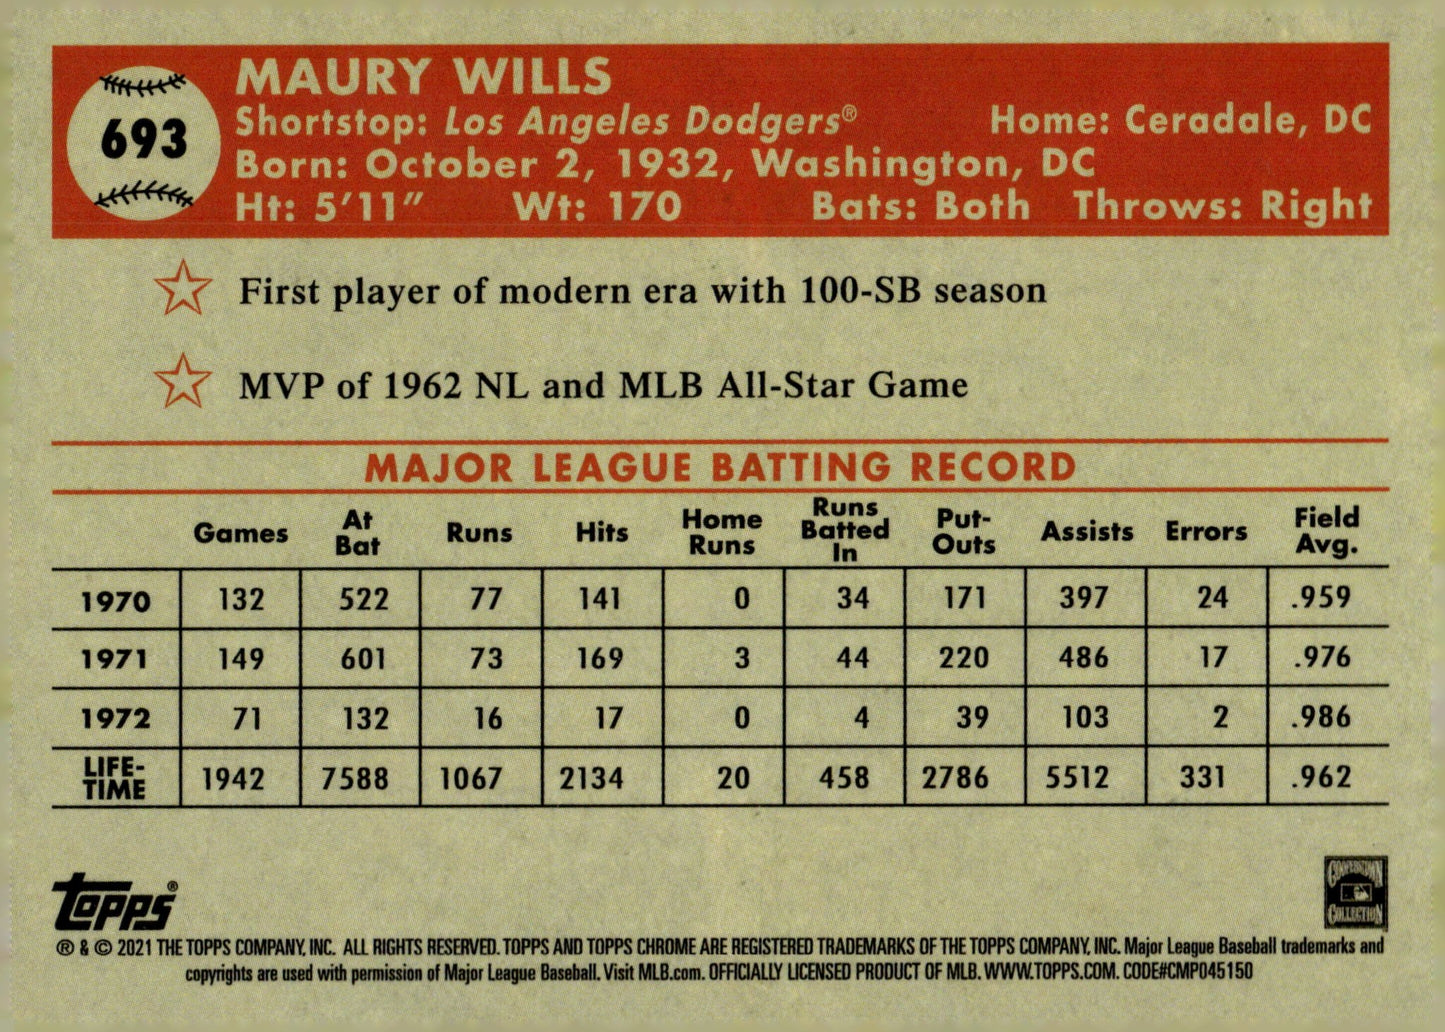 693
MAURY WILLS
Shortstop: Los Angeles Dodgers® Home: Ceradale, DC
Born: October 2, 1932, Washington, DC
Ht: 5'11" Wt: 170 Bats: Both Throws: Right
First player of modern era with 100-SB season
MVP of 1962 NL and MLB All-Star Game
MAJOR LEAGUE BATTING RECORD
Games At Bat Runs Hits Home Runs Runs Batted In Put-Outs Assists Errors Field Avg.
1970 132 522 77 141 0 34 171 397 24 .959
1971 149 601 73 169 3 44 220 486 17 .976
1972 71 132 16 17 0 4 39 103 2 .986
LIFE-TIME 1942 7588 1067 2134 20 458 2786 5512 331 .962
TOPPS®
COOPERSTOWN
COLLECTION
® & © 2021 THE TOPPS COMPANY, INC. ALL RIGHTS RESERVED. TOPPS AND TOPPS CHROME ARE REGISTERED TRADEMARKS OF THE TOPPS COMPANY, INC. Major League Baseball trademarks and
copyrights are used with permission of Major League Baseball. Visit MLB.com. OFFICIALLY LICENSED PRODUCT OF MLB. WWW.TOPPS.COM. CODE#CMP045150